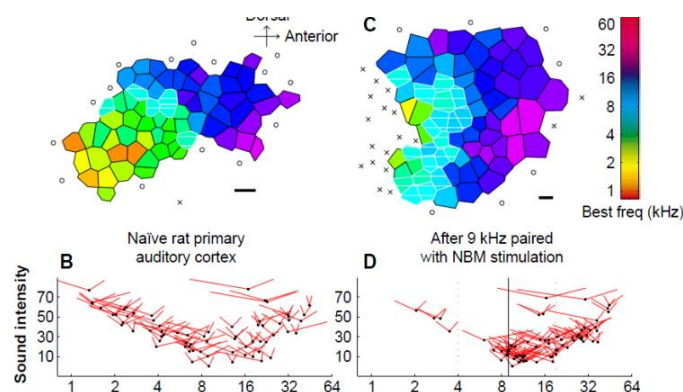 Dorsal
Anterior
C
60
32
16
8
4
2
1
Best freq (kHz)
Naïve rat primary
auditory cortex
After 9 kHz paired
with NBM stimulation
B
D
Sound intensity
70
50
30
10
70
50
30
10
1 2 4 8 16 32 64
1 2 4 8 16 32 64